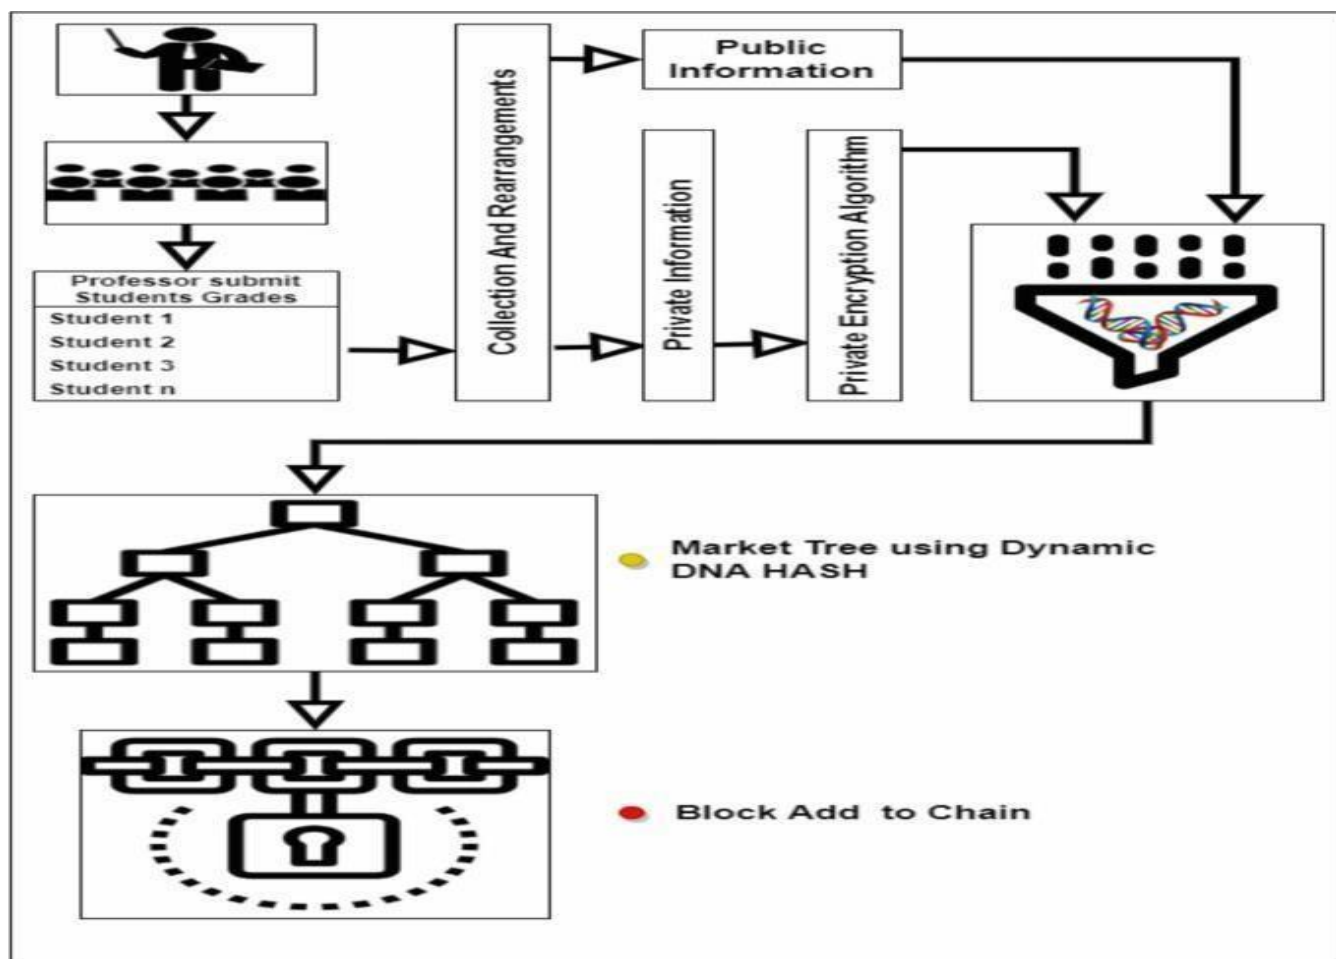 Public
Information
Collection And Rearrangements
Private Information
Private Encryption Algorithm
Professor submit
Students Grades
Student 1
Student 2
Student 3
Student n
Market Tree using Dynamic
DNA HASH
Block Add to Chain